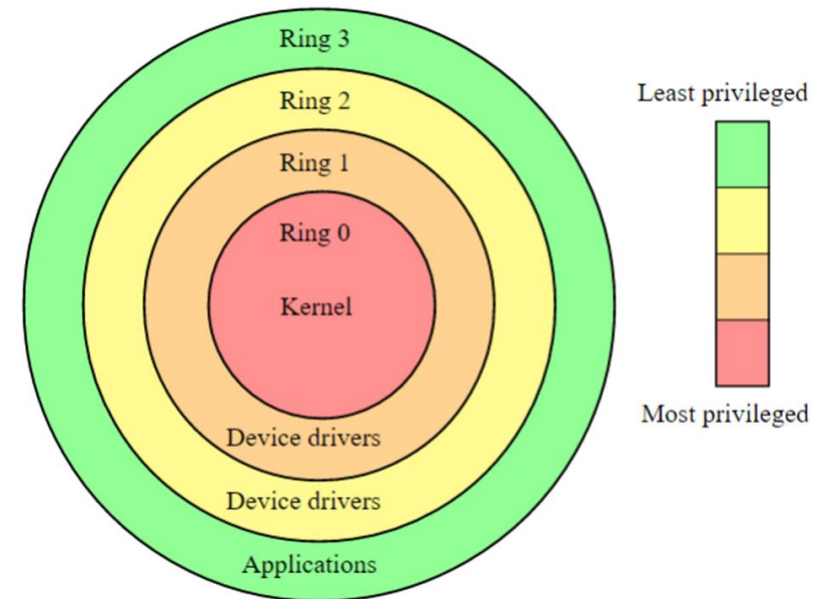 Ring 3
Ring 2
Ring 1
Ring 0
Kernel
Device drivers
Device drivers
Applications
Least privileged
Most privileged